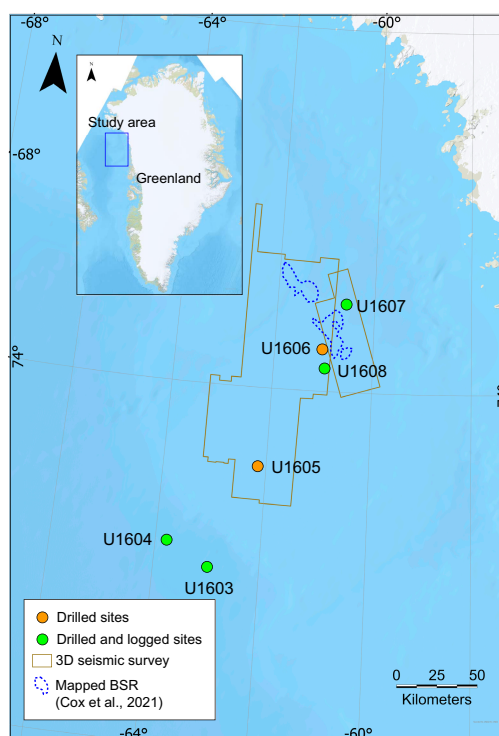 -68°
-64°
-60°
N
N
Study area
Greenland
-68°
U1607
U1606
U1608
74°
U1605
U1604
U1603
Drilled sites
Drilled and logged sites
3D seismic survey
Mapped BSR
(Cox et al., 2021)
0 25 50
Kilometers
-64°
-60°